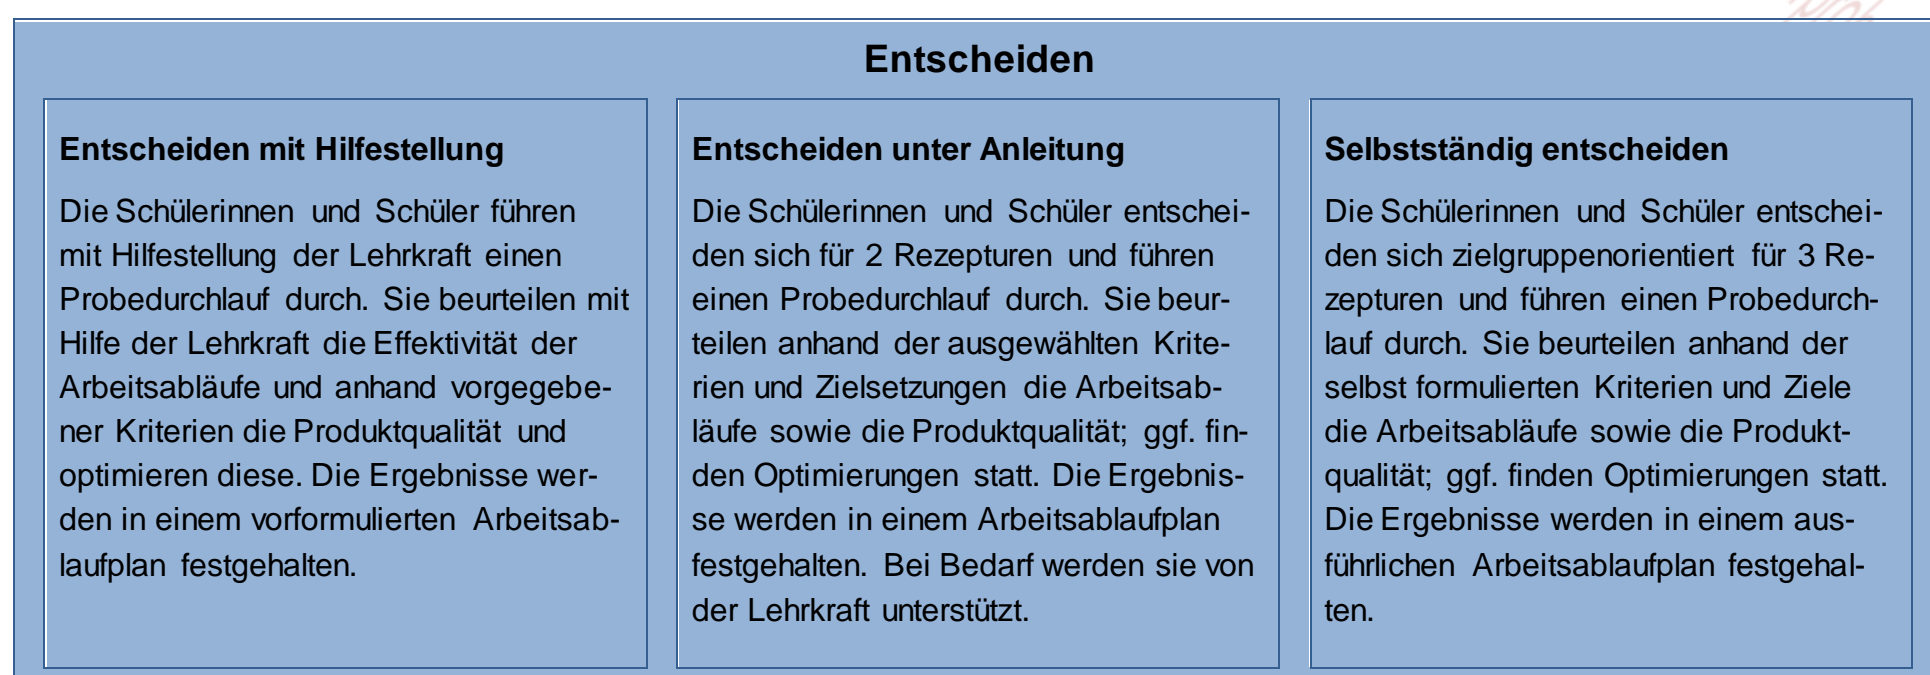 Entscheiden
Entscheiden mit Hilfestellung
Die Schülerinnen und Schüler führen
mit Hilfestellung der Lehrkraft einen
Probedurchlauf durch. Sie beurteilen mit
Hilfe der Lehrkraft die Effektivität der
Arbeitsabläufe und anhand vorgegebe-
ner Kriterien die Produktqualität und
optimieren diese. Die Ergebnisse wer-
den in einem vorformulierten Arbeitsab-
laufplan festgehalten.
Entscheiden unter Anleitung
Die Schülerinnen und Schüler entschei-
den sich für 2 Rezepturen und führen
einen Probedurchlauf durch. Sie beur-
teilen anhand der ausgewählten Krite-
rien und Zielsetzungen die Arbeitsab-
läufe sowie die Produktqualität; ggf. fin-
den Optimierungen statt. Die Ergebnis-
se werden in einem Arbeitsablaufplan
festgehalten. Bei Bedarf werden sie von
der Lehrkraft unterstützt.
Selbstständig entscheiden
Die Schülerinnen und Schüler entschei-
den sich zielgruppenorientiert für 3 Re-
zepturen und führen einen Probedurch-
lauf durch. Sie beurteilen anhand der
selbst formulierten Kriterien und Ziele
die Arbeitsabläufe sowie die Produkt-
qualität; ggf. finden Optimierungen statt.
Die Ergebnisse werden in einem aus-
führlichen Arbeitsablaufplan festgehal-
ten.